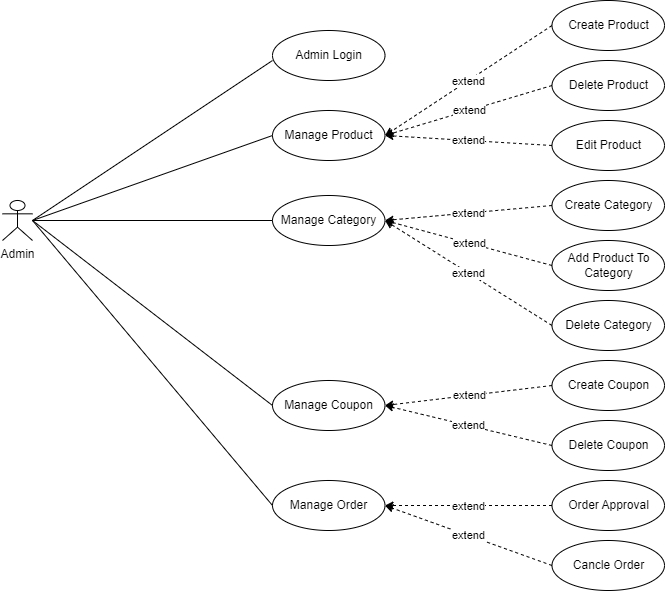 Create Product
Admin Login
extend
Delete Product
extend
Manage Product
extend
Edit Product
Create Category
extend
Manage Category
Admin
extend
Add Product To
Category
extend
Delete Category
Create Coupon
extend
Manage Coupon
extend
Delete Coupon
Manage Order
extend
Order Approval
extend
Cancle Order